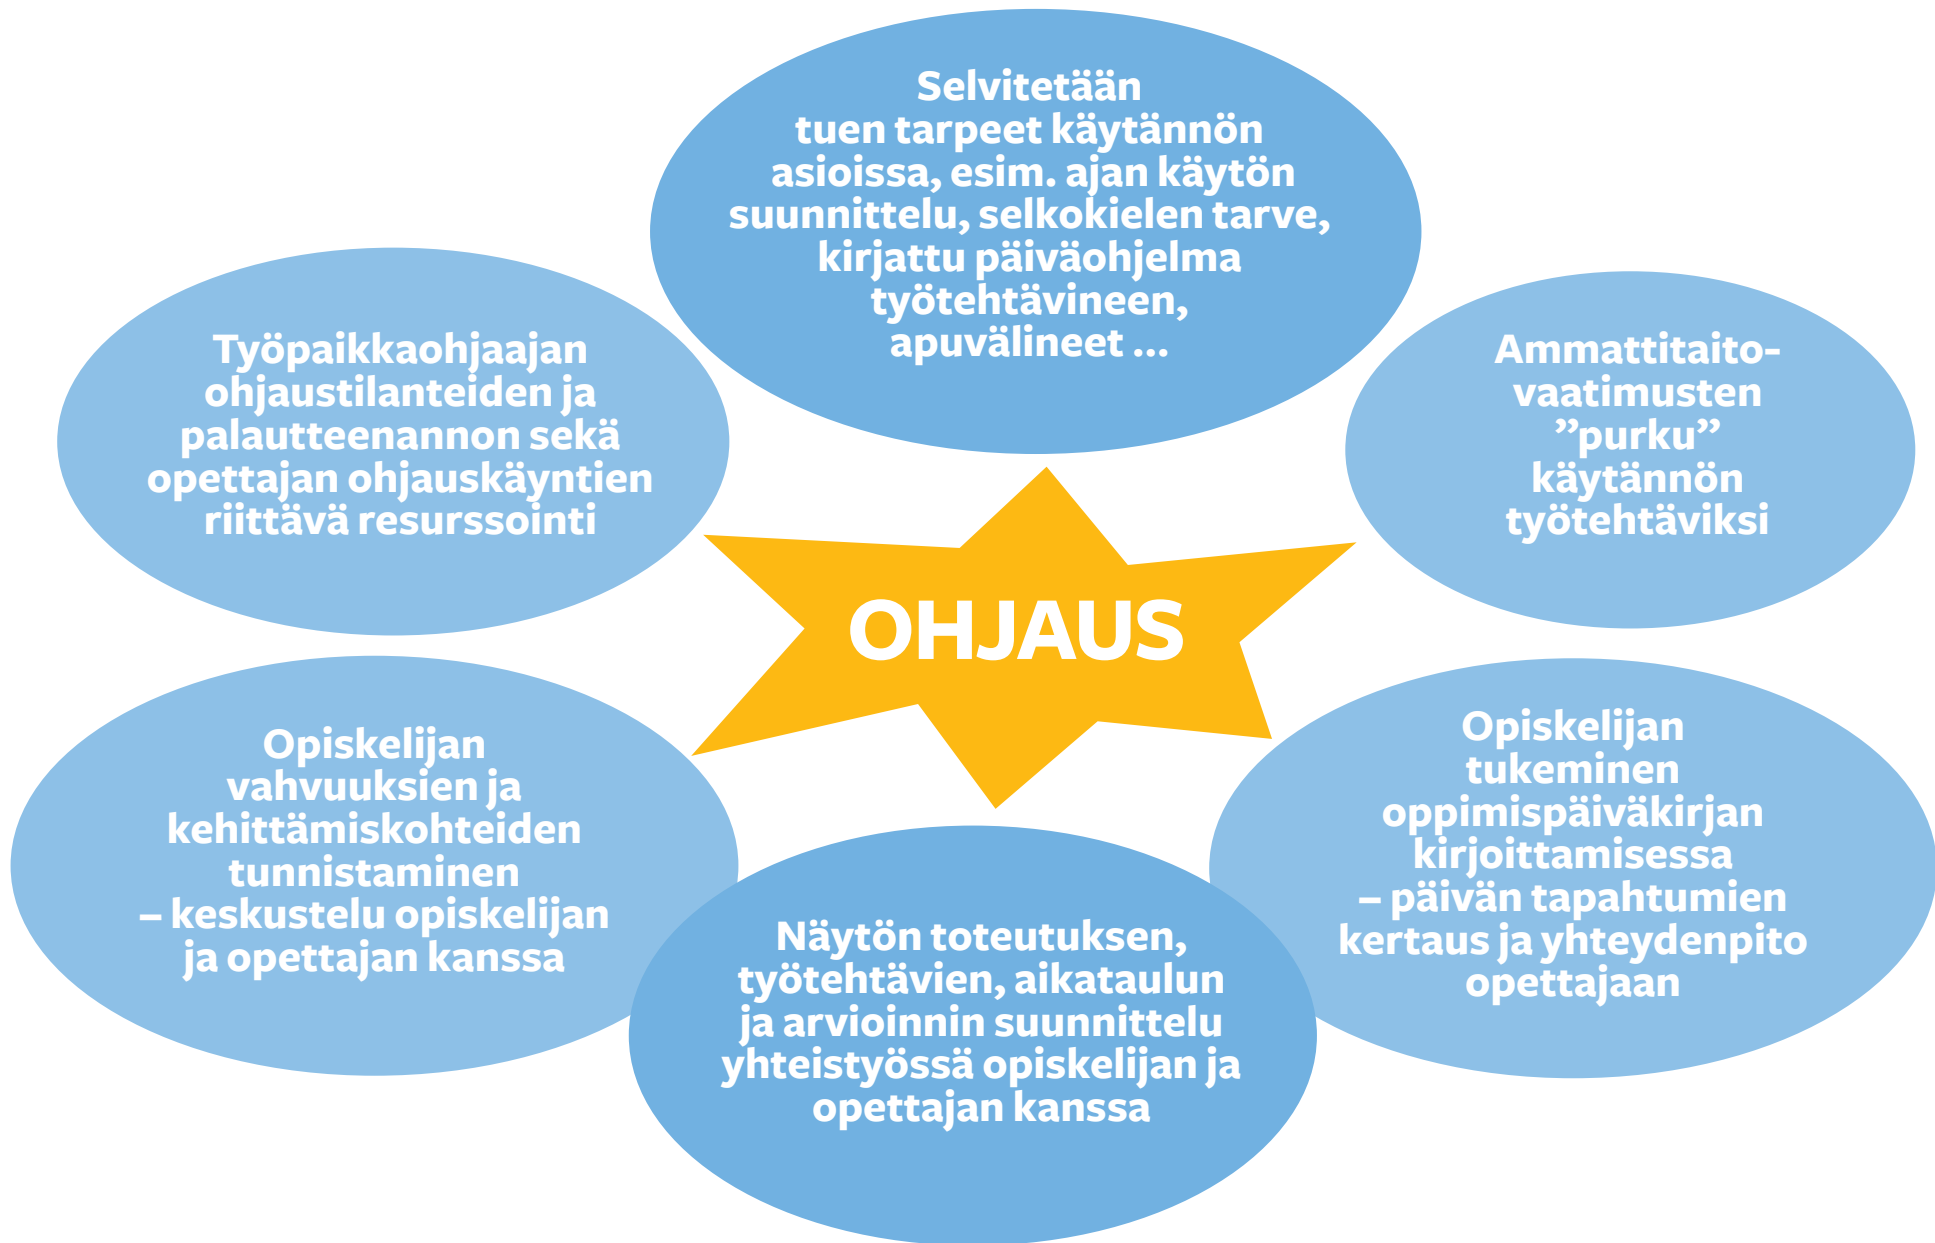 Selvitetään
tuen tarpeet käytännön
asioissa, esim. ajan käytön
suunnittelu, selkokielen tarve,
kirjattu päiväohjelma
työtehtävineen,
apuvälineet ...
Työpaikkaohjaajan
ohjaustilanteiden ja
palautteenannon sekä
opettajan ohjauskäyntien
riittävä resurssointi
Ammattitaito-
vaatimusten
”purku”
käytännön
työtehtäviksi
OHJAUS
Opiskelijan
vahvuuksien ja
kehittämiskohteiden
tunnistaminen
– keskustelu opiskelijan
ja opettajan kanssa
Opiskelijan
tukeminen
oppimispäiväkirjan
kirjoittamisessa
– päivän tapahtumien
kertaus ja yhteydenpito
opettajaan
Näytön toteutuksen,
työtehtävien, aikataulun
ja arvioinnin suunnittelu
yhteistyössä opiskelijan ja
opettajan kanssa